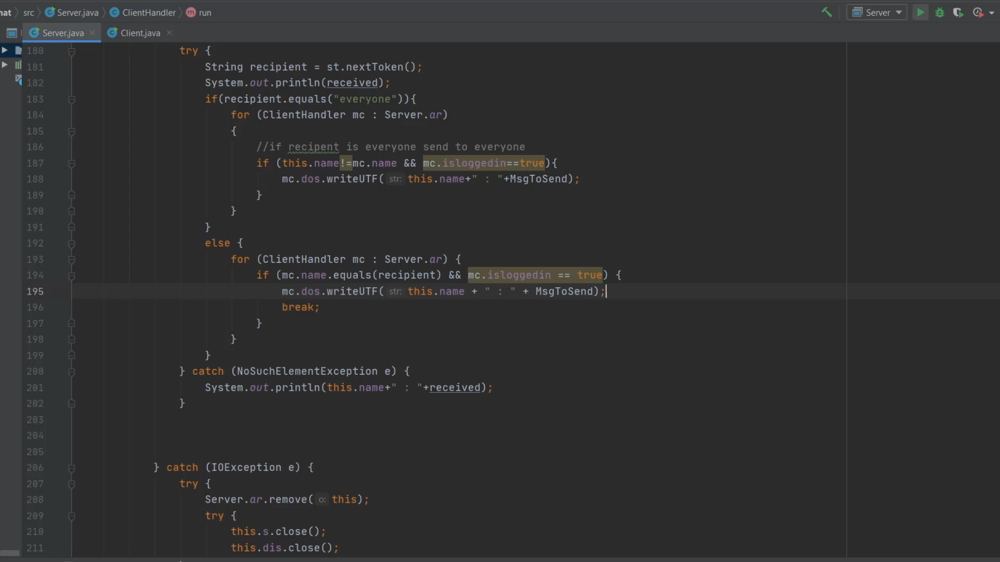 hat src Server.java ClientHandler m run Server
Server.java Client.java
180 try {
181 String recipient = st.nextToken();
182 System.out.println(received);
183 if(recipient.equals("everyone")){
184 for (ClientHandler mc : Server.ar)
185 {
186 //if recipent is everyone send to everyone
187 if (this.name!=mc.name && mc.isloggedin==true){
188 mc.dos.writeUTF( str: this.name+" : "+MsgToSend);
189 }
190 }
191 }
192 else {
193 for (ClientHandler mc : Server.ar) {
194 if (mc.name.equals(recipient) && mc.isloggedin == true) {
195 mc.dos.writeUTF( str: this.name + " : " + MsgToSend);
196 break;
197 }
198 }
199 }
200 } catch (NoSuchElementException e) {
201 System.out.println(this.name+" : "+received);
202 }
203
204
205
206 } catch (IOException e) {
207 try {
208 Server.ar.remove( o: this);
209 try {
210 this.s.close();
211 this.dis.close();